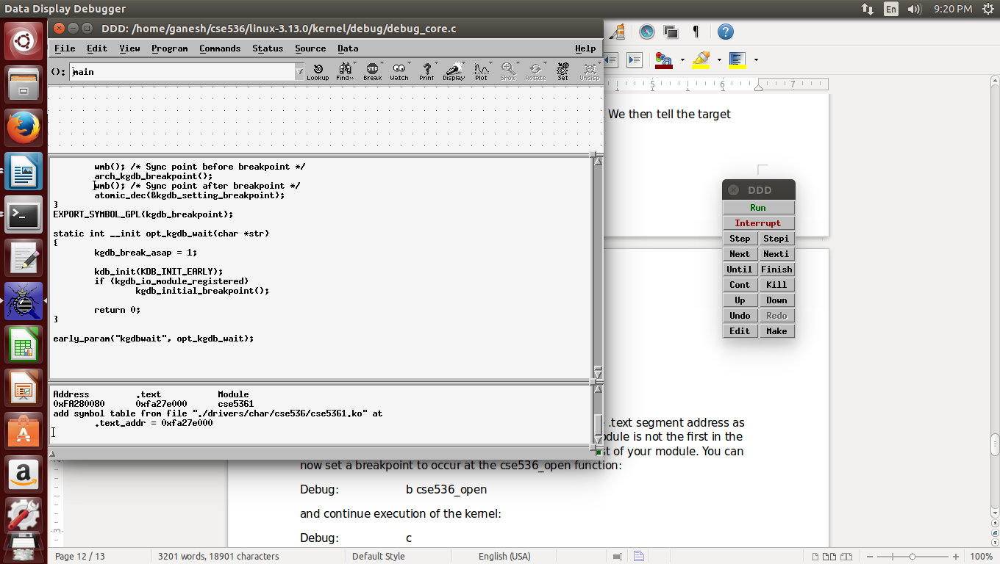 Data Display Debugger
En
9:20 PM
DDD: /home/ganesh/cse536/linux-3.13.0/kernel/debug/debug_core.c
File Edit View Program Commands Status Source Data Help
(): main
Lookup Find>> Break Watch Print Display Plot Show Rotate Set Undisp
wmb(); /* Sync point before breakpoint */
arch_kgdb_breakpoint();
wmb(); /* Sync point after breakpoint */
atomic_dec(&kgdb_setting_breakpoint);
}
EXPORT_SYMBOL_GPL(kgdb_breakpoint);
static int __init opt_kgdb_wait(char *str)
{
kgdb_break_asap = 1;
kdb_init(KDB_INIT_EARLY);
if (kgdb_io_module_registered)
kgdb_initial_breakpoint();
return 0;
}
early_param("kgdbwait", opt_kgdb_wait);
Address .text Module
0xFA280080 0xfa27e000 cse5361
add symbol table from file "./drivers/char/cse536/cse5361.ko" at
.text_addr = 0xfa27e000
5 6 7
We then tell the target
DDD
Run
Interrupt
Step Stepi
Next Nexti
Until Finish
Cont Kill
Up Down
Undo Redo
Edit Make
.text segment address as
odule is not the first in the
st of your module. You can
now set a breakpoint to occur at the cse536_open function:
Debug: b cse536_open
and continue execution of the kernel:
Debug: c
3
Page 12 / 13 3201 words, 18901 characters Default Style English (USA) 100%